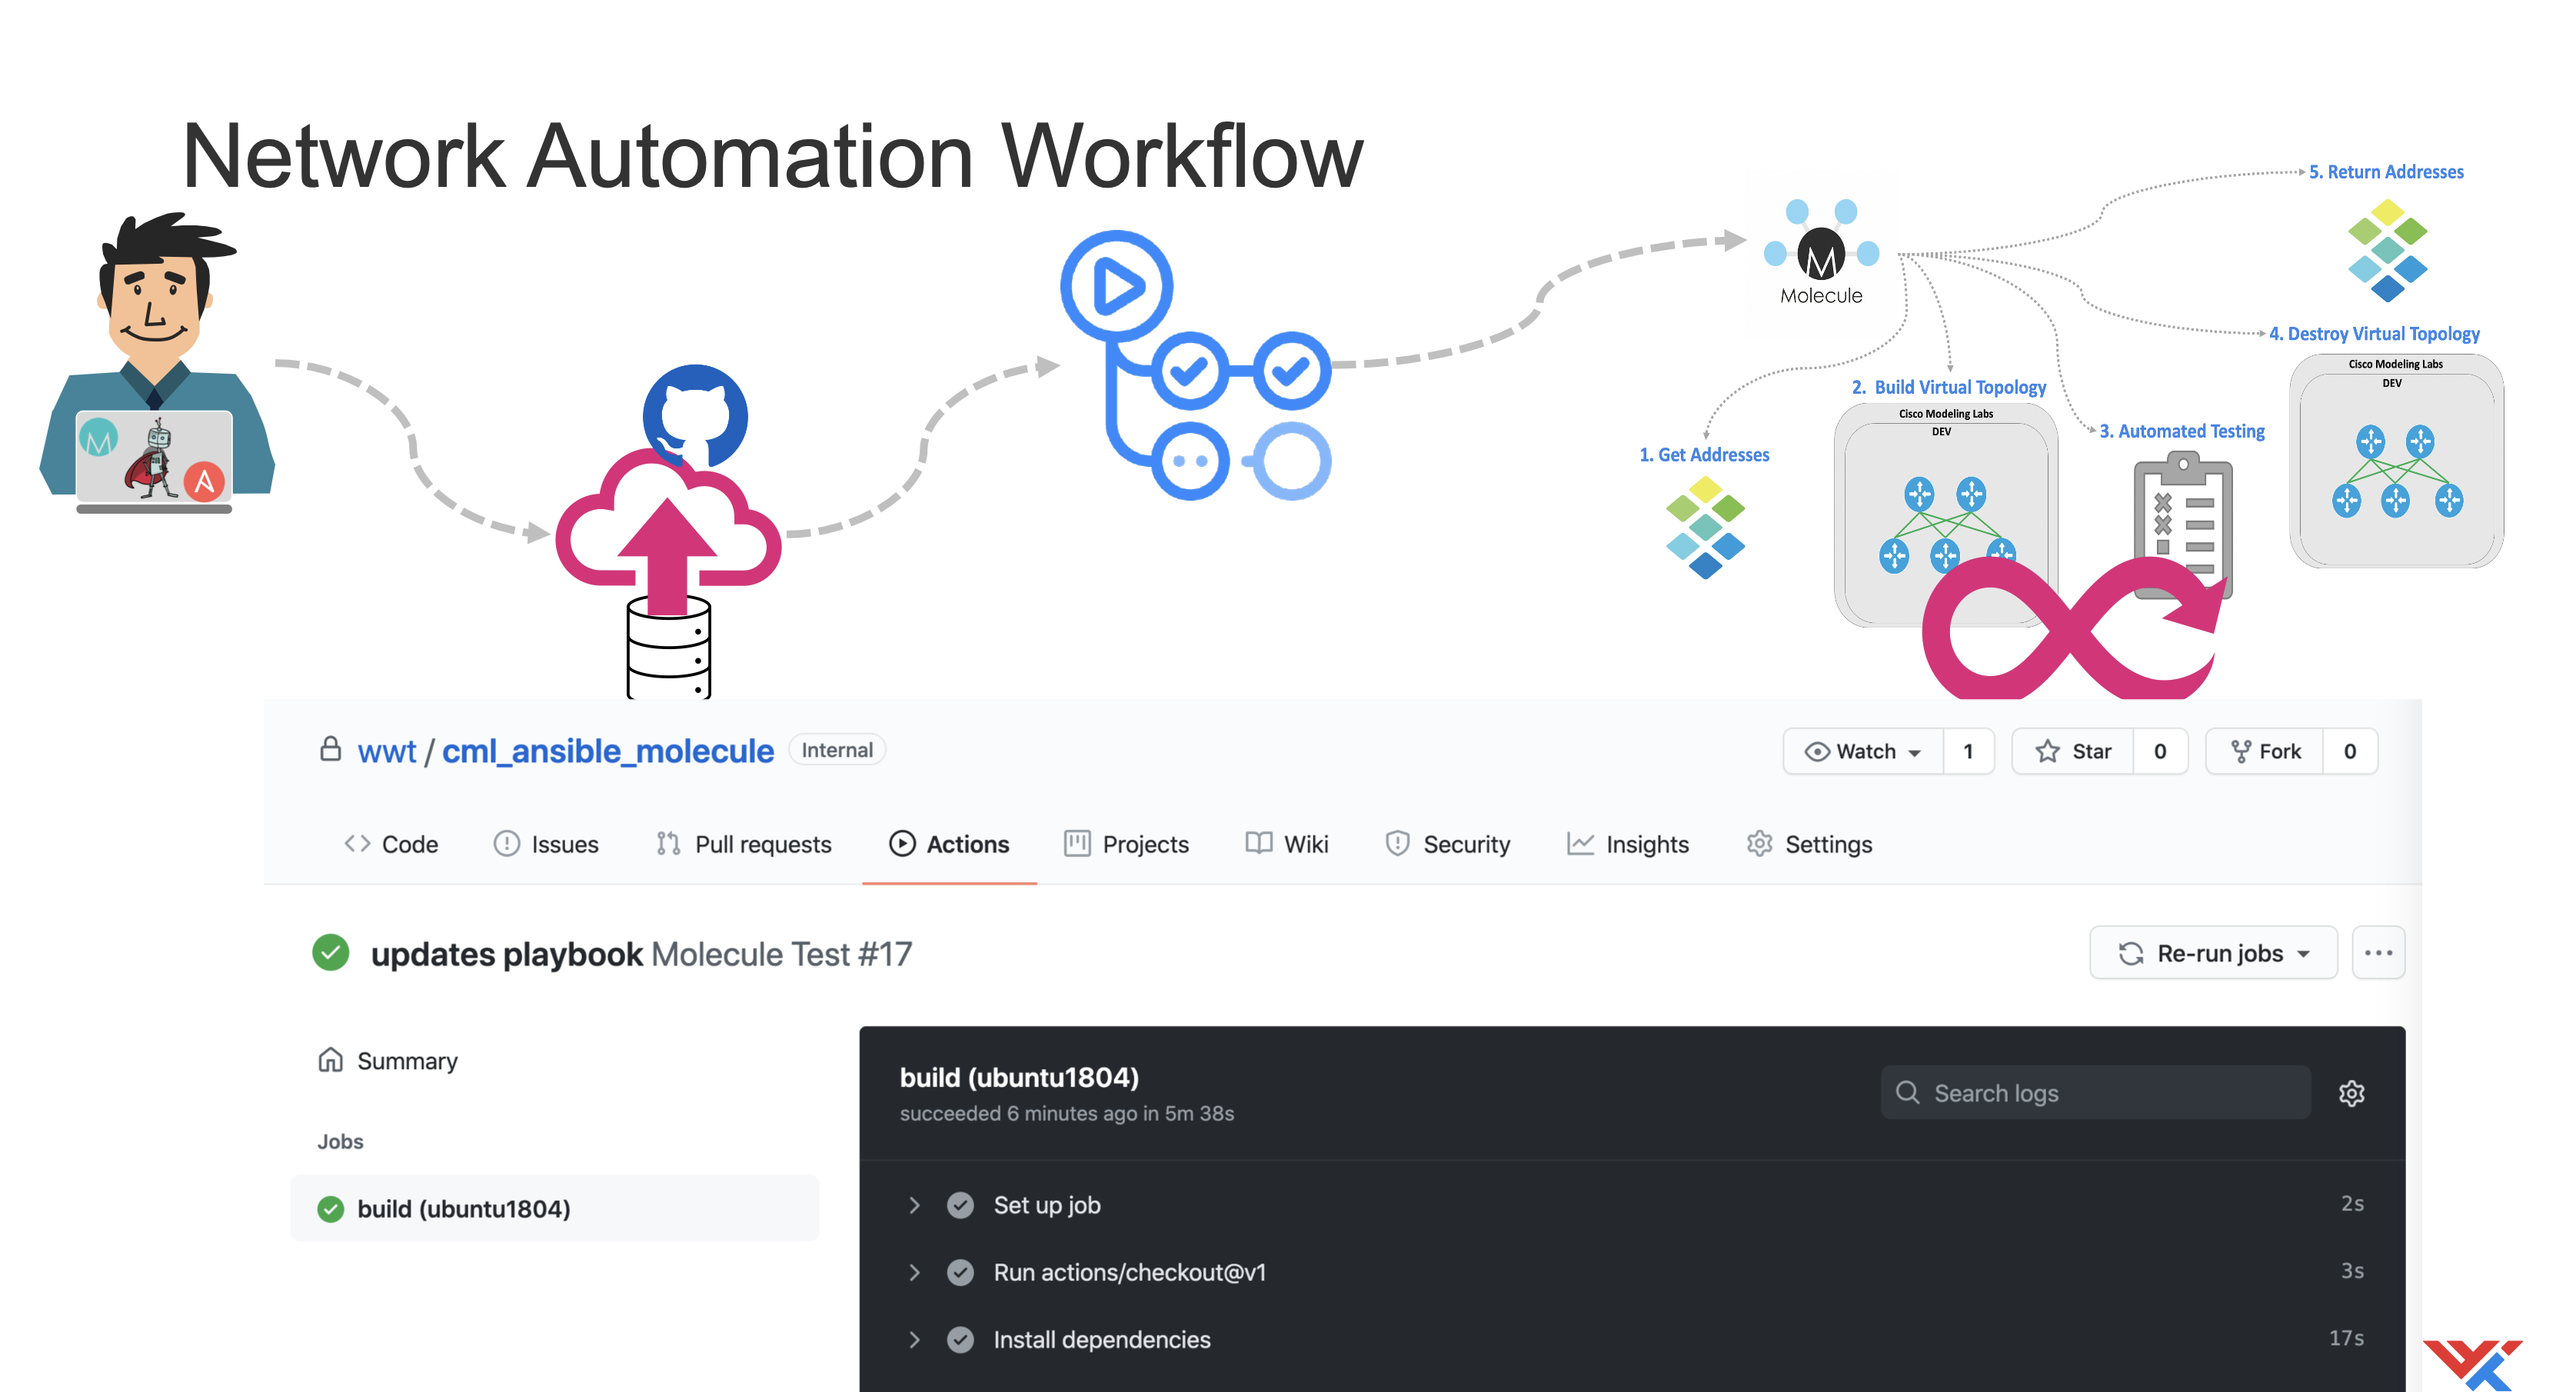 Network Automation Workflow
M
A
M
Molecule
5. Return Addresses
4. Destroy Virtual Topology
Cisco Modeling Labs
DEV
2. Build Virtual Topology
Cisco Modeling Labs
DEV
3. Automated Testing
1. Get Addresses
wwt / cml_ansible_molecule Internal
Watch 1 Star 0 Fork 0
Code Issues Pull requests Actions Projects Wiki Security Insights Settings
updates playbook Molecule Test #17
Re-run jobs
Summary
Jobs
build (ubuntu1804)
build (ubuntu1804)
succeeded 6 minutes ago in 5m 38s
Search logs
Set up job 2s
Run actions/checkout@v1 3s
Install dependencies 17s